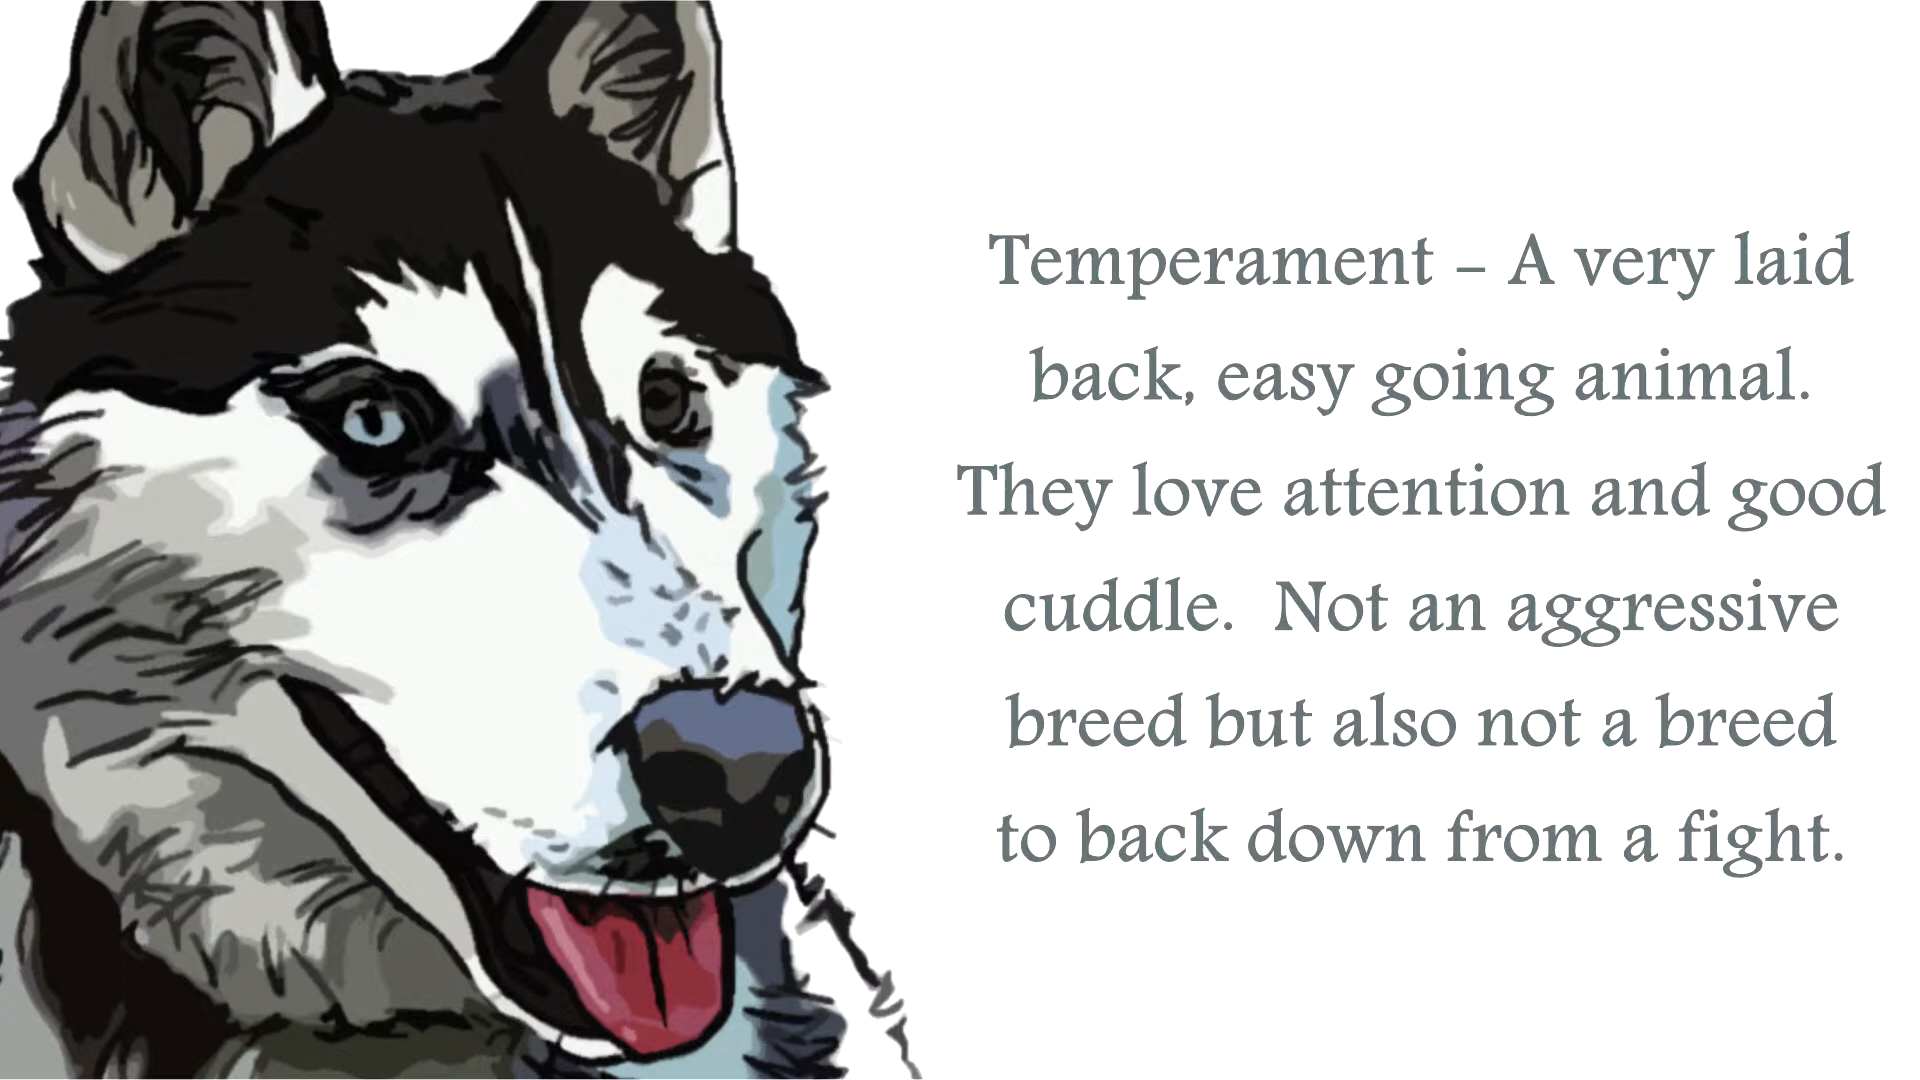 Temperament – A very laid
back, easy going animal.
They love attention and good
cuddle.  Not an aggressive
breed but also not a breed
to back down from a fight.